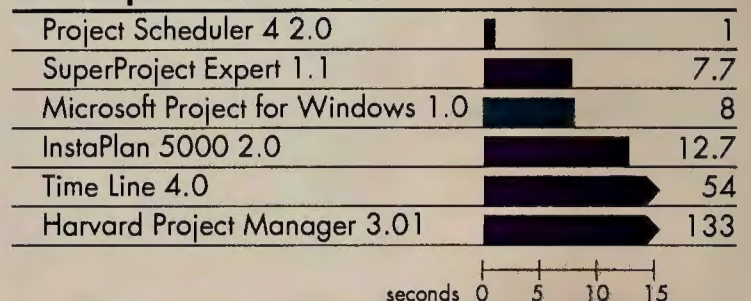 Project Scheduler 4 2.0 1
SuperProject Expert 1.1 7.7
Microsoft Project for Windows 1.0 8
InstaPlan 5000 2.0 12.7
Time Line 4.0 54
Harvard Project Manager 3.01 133
seconds 0 5 10 15